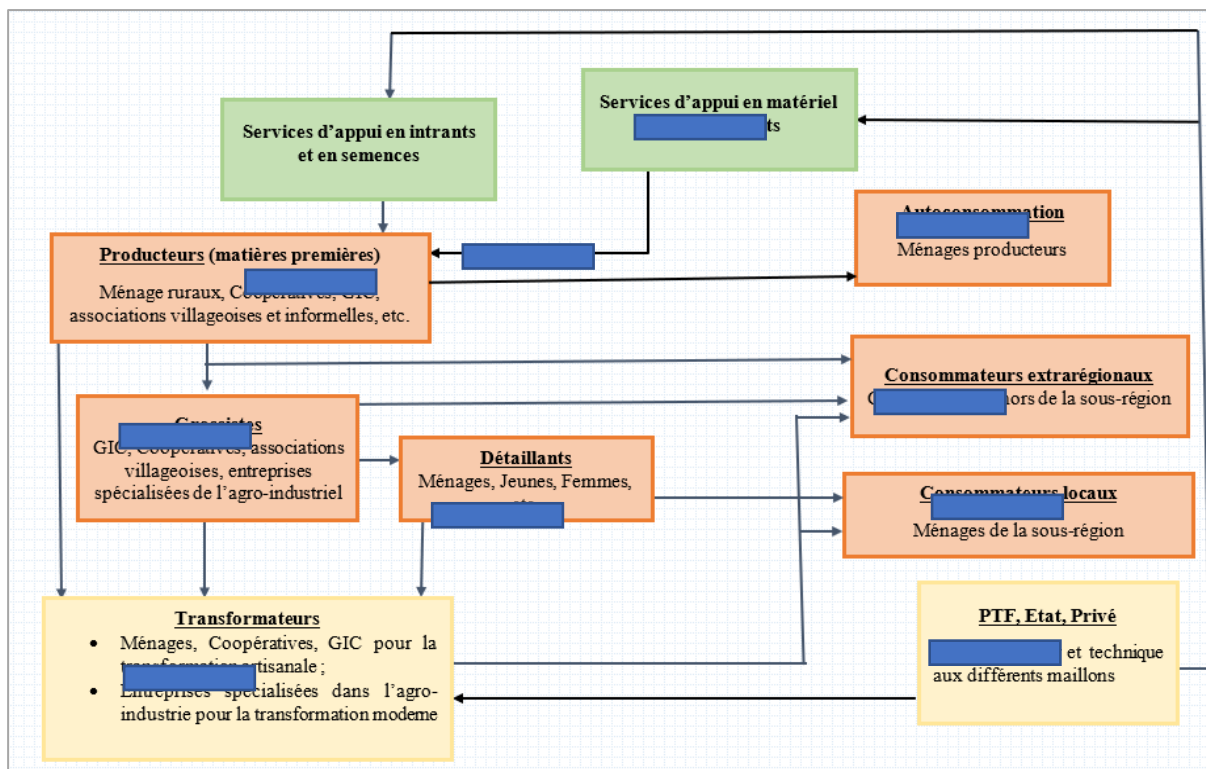 Services d'appui en intrants
et en semences
Services d'appui en matériel
ts
Autoconsommation
Ménages producteurs
Producteurs (matières premières)
Ménage ruraux, Coopératives, GIC,
associations villageoises et informelles, etc.
Consommateurs extrarégionaux
hors de la sous-région
Grossistes
GIC, Coopératives, associations
villageoises, entreprises
spécialisées de l'agro-industriel
Détaillants
Ménages, Jeunes, Femmes,
Consommateurs locaux
Ménages de la sous-région
Transformateurs
• Ménages, Coopératives, GIC pour la
transformation artisanale ;
• Entreprises spécialisées dans l'agro-
industrie pour la transformation moderne
PTF, Etat, Privé
et technique
aux différents maillons